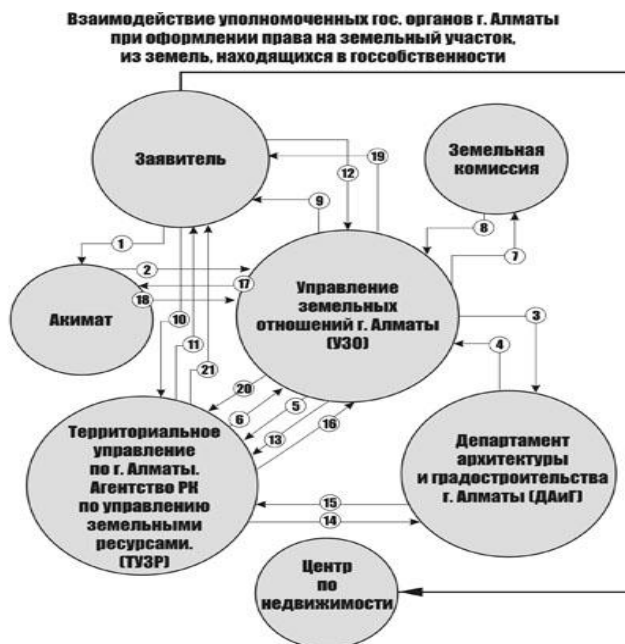 Взаимодействие уполномоченных гос. органов г. Алматы
при оформлении права на земельный участок,
из земель, находящихся в госсобственности
Заявитель
Земельная
комиссия
19
12
9
8
7
1
2
17
18
Акимат
Управление
земельных
отношений г. Алматы
(УЗО)
3
4
10
11
21
20
6
5
13
16
Территориальное
управление
по г. Алматы.
Агентство РК
по управлению
земельными
ресурсами.
(ТУЗР)
Департамент
архитектуры
и градостроительства
г. Алматы (ДАиГ)
15
14
Центр
по
недвижимости